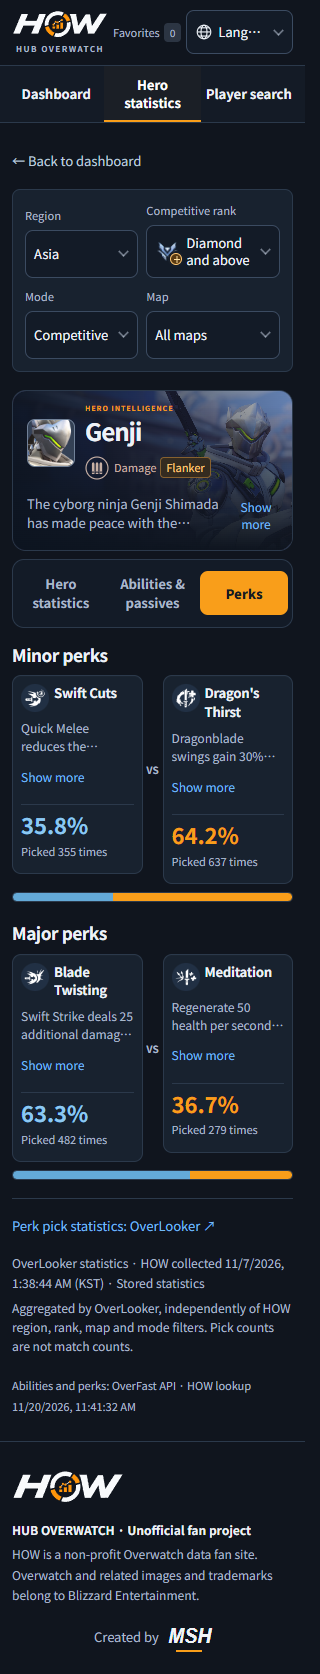 HOW
HUB OVERWATCH
Favorites 0
Lang···
Dashboard
Hero
statistics
Player search
← Back to dashboard
Region
Competitive rank
Asia
Diamond
and above
Mode
Map
Competitive
All maps
HERO INTELLIGENCE
Genji
Damage Flanker
The cyborg ninja Genji Shimada
has made peace with the···
Show
more
Hero
statistics
Abilities &
passives
Perks
Minor perks
Swift Cuts
Quick Melee
reduces the···
Show more
35.8%
Picked 355 times
VS
Dragon's
Thirst
Dragonblade
swings gain 30%···
Show more
64.2%
Picked 637 times
Major perks
Blade
Twisting
Swift Strike deals 25
additional damag···
Show more
63.3%
Picked 482 times
VS
Meditation
Regenerate 50
health per second···
Show more
36.7%
Picked 279 times
Perk pick statistics: OverLooker ↗
OverLooker statistics · HOW collected 11/7/2026,
1:38:44 AM (KST) · Stored statistics
Aggregated by OverLooker, independently of HOW
region, rank, map and mode filters. Pick counts
are not match counts.
Abilities and perks: OverFast API · HOW lookup
11/20/2026, 11:41:32 AM
HOW
HUB OVERWATCH · Unofficial fan project
HOW is a non-profit Overwatch data fan site.
Overwatch and related images and trademarks
belong to Blizzard Entertainment.
Created by MSH